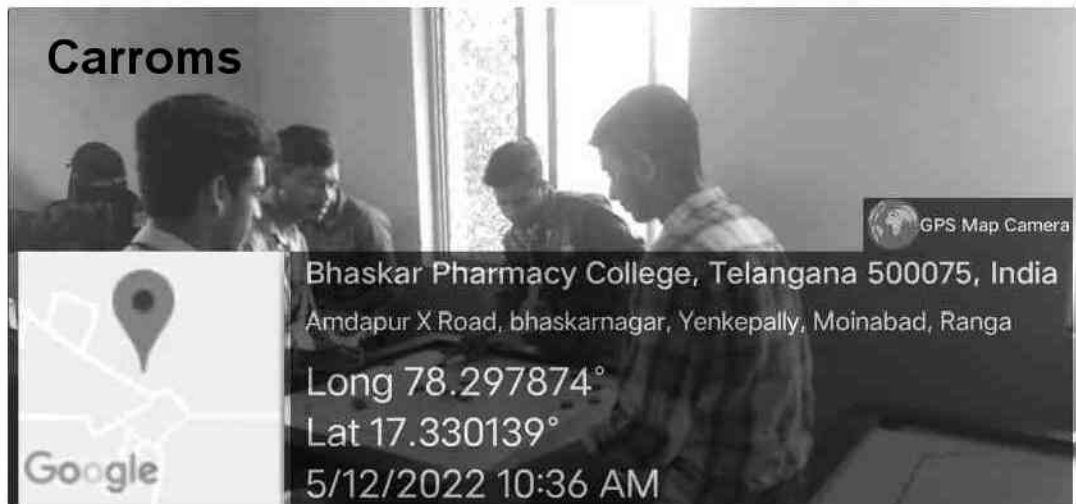 Carroms
GPS Map Camera
Bhaskar Pharmacy College, Telangana 500075, India
Amdapur X Road, bhaskarnagar, Yenkepally, Moinabad, Ranga
Long 78.297874°
Lat 17.330139°
5/12/2022 10:36 AM
Google